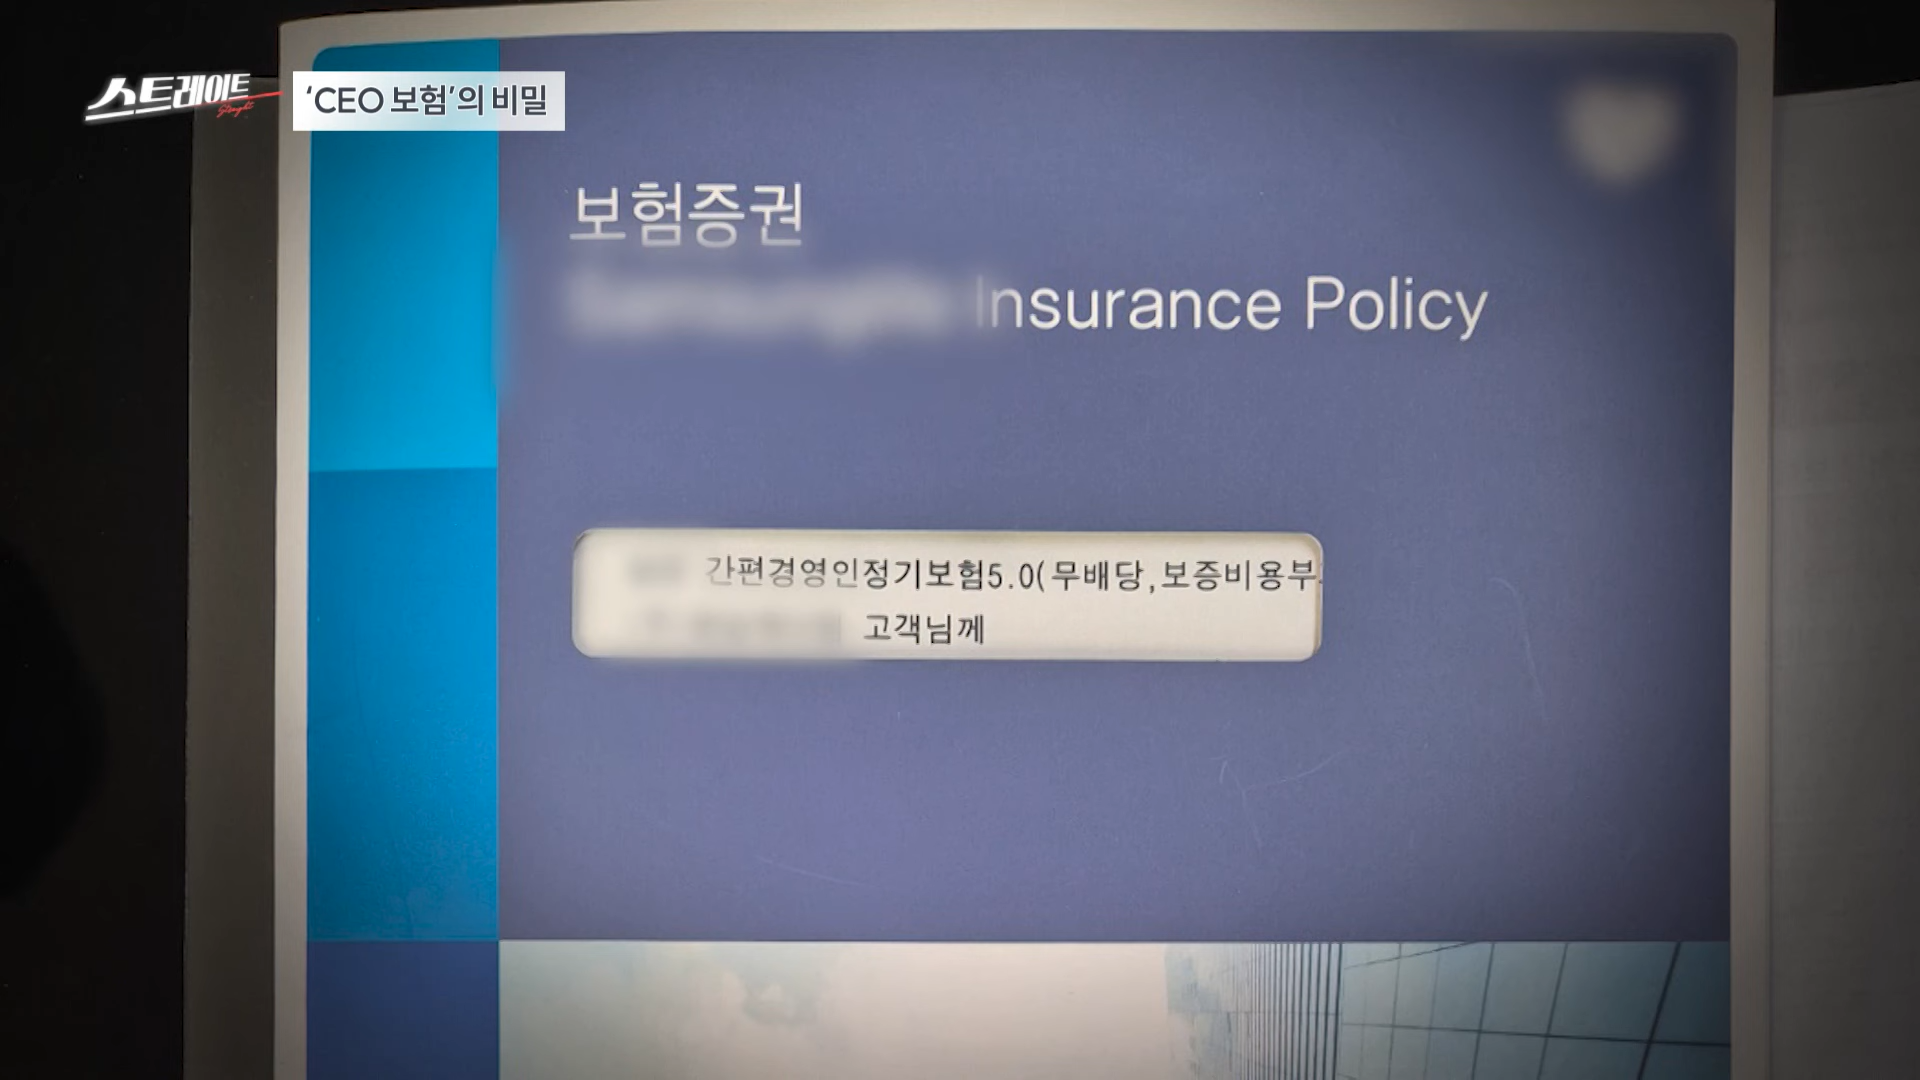 스트레이트
Straight
‘CEO 보험’의 비밀
보험증권
Insurance Policy
간편경영인정기보험5.0(무배당,보증비용부
고객님께